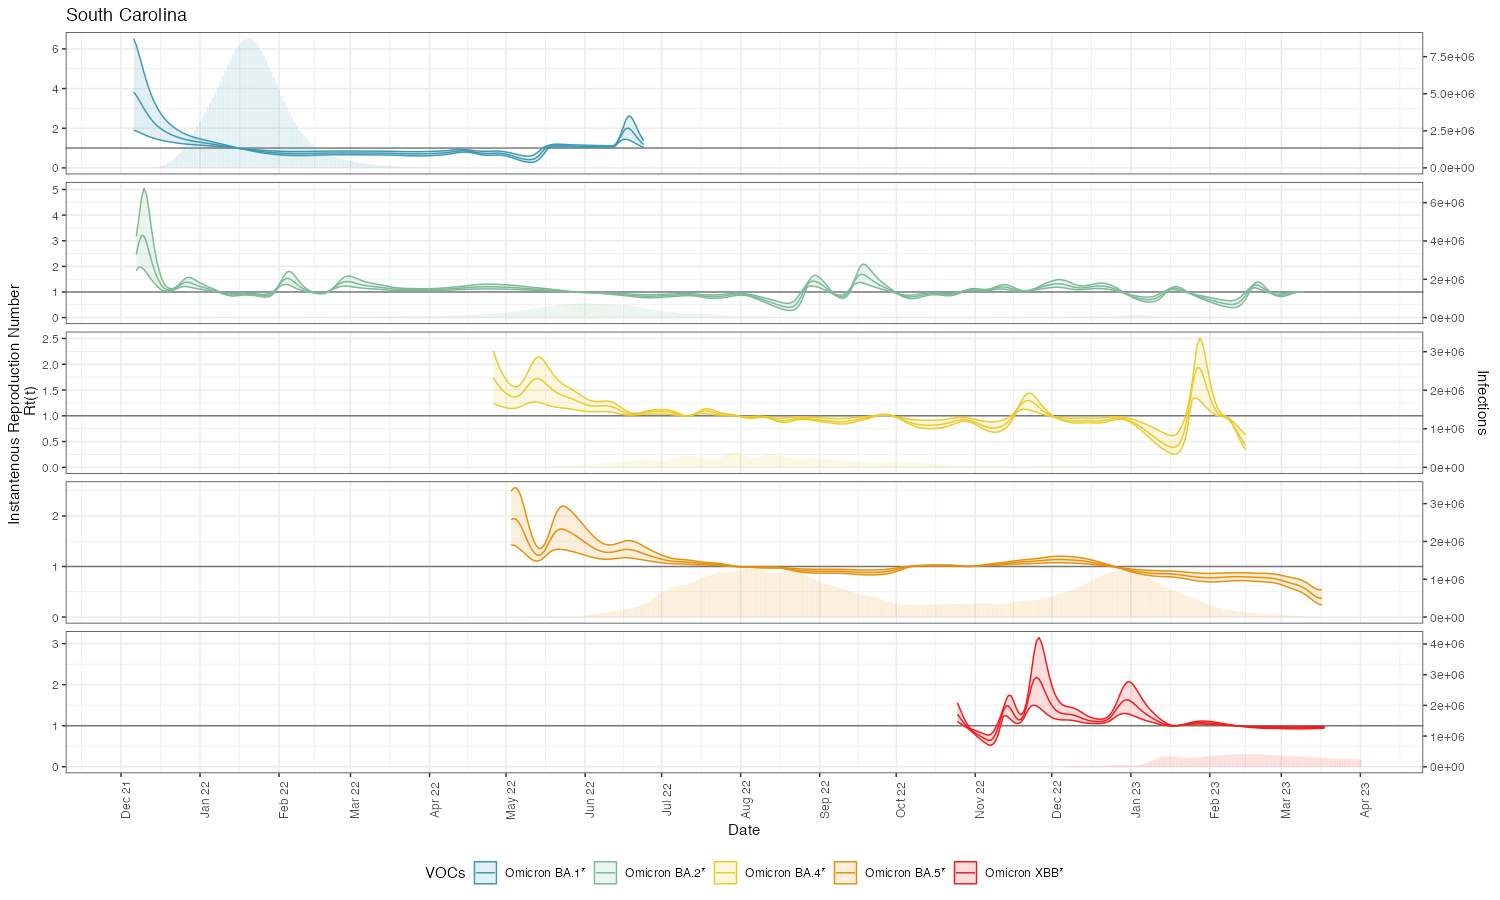 South Carolina
6
4
2
0
7.5e+06
5.0e+06
2.5e+06
0.0e+00
5
4
3
2
1
0
6e+06
4e+06
2e+06
0e+00
2.5
2.0
1.5
1.0
0.5
0.0
3e+06
2e+06
1e+06
0e+00
2
1
0
3e+06
2e+06
1e+06
0e+00
3
2
1
0
4e+06
3e+06
2e+06
1e+06
0e+00
Instantenous Reproduction Number
Rt(t)
Infections
Dec 21
Jan 22
Feb 22
Mar 22
Apr 22
May 22
Jun 22
Jul 22
Aug 22
Sep 22
Oct 22
Nov 22
Dec 22
Jan 23
Feb 23
Mar 23
Apr 23
Date
VOCs
Omicron BA.1*
Omicron BA.2*
Omicron BA.4*
Omicron BA.5*
Omicron XBB*